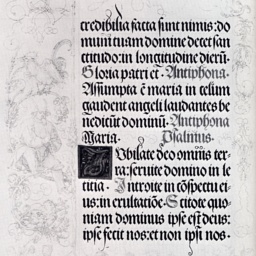 credibilia facta sunt nimis: do
mum tuam domine decet san
ctitudo: in longitudine dierū.
Gloria patri et. Antiphona.
Assumpta ē maria in celum
gaudent angeli laudantes be
nedicūt dominū. Antiphona
Maria. Psalmus.
Jubilate deo omnis ter
ra: servite domino in le
titia. Introite in cōspectu ei
us: in exultatiōe. Scitote quo
niam dominus ipse est deus:
ipse fecit nos: et non ipsi nos.